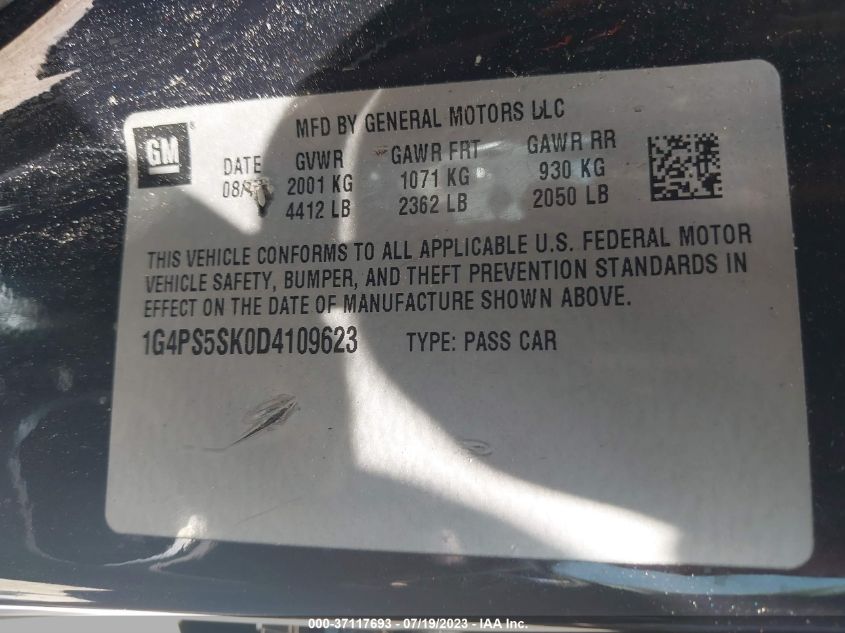 MFD BY GENERAL MOTORS LLC
GM®
DATE GVWR GAWR FRT GAWR RR
08/ 2001 KG 1071 KG 930 KG
4412 LB 2362 LB 2050 LB
THIS VEHICLE CONFORMS TO ALL APPLICABLE U.S. FEDERAL MOTOR
VEHICLE SAFETY, BUMPER, AND THEFT PREVENTION STANDARDS IN
EFFECT ON THE DATE OF MANUFACTURE SHOWN ABOVE.
1G4PS5SK0D4109623 TYPE: PASS CAR
000-37117693 - 07/19/2023 - IAA Inc.